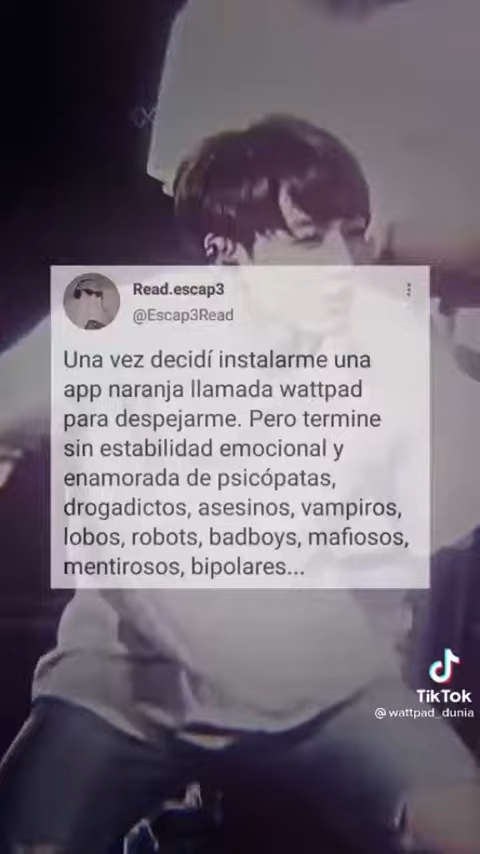 Read.escap3
@Escap3Read
Una vez decidí instalarme una
app naranja llamada wattpad
para despejarme. Pero termine
sin estabilidad emocional y
enamorada de psicópatas,
drogadictos, asesinos, vampiros,
lobos, robots, badboys, mafiosos,
mentirosos, bipolares...
TikTok
@wattpad_dunia